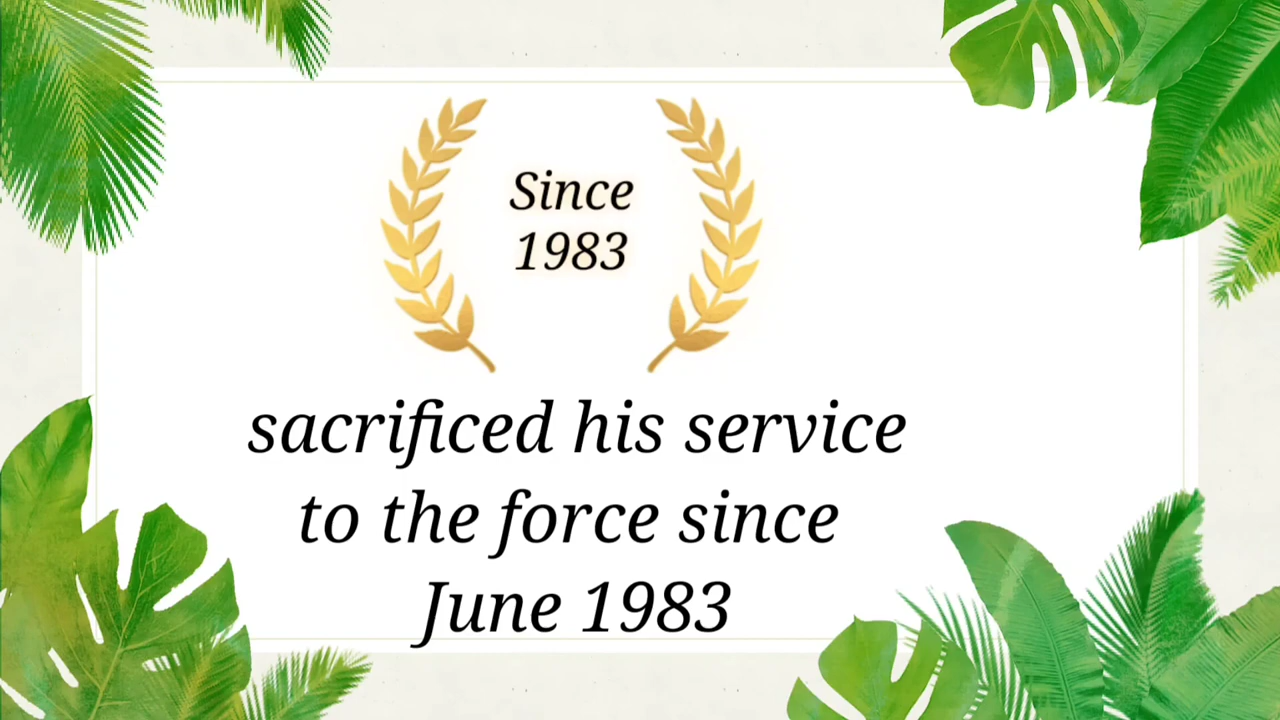 Since
1983
sacrificed his service
to the force since
June 1983